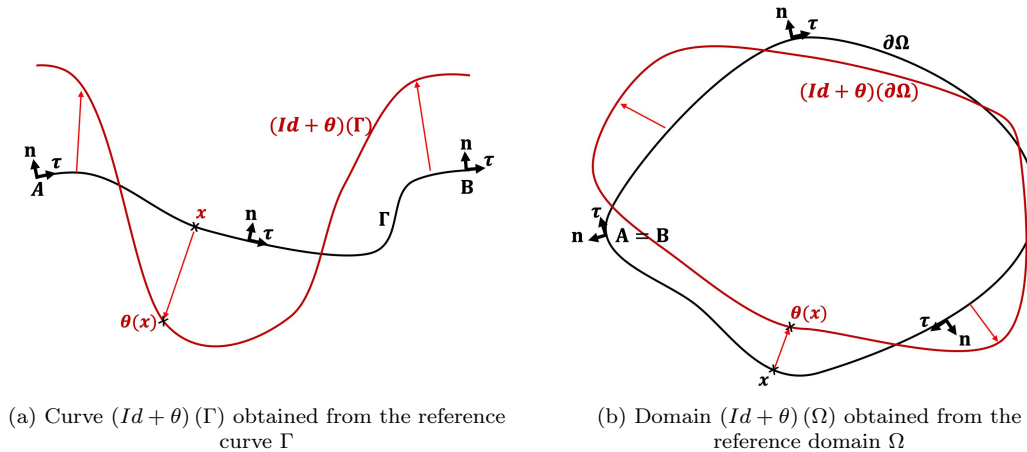 n
τ
A
(Id + θ)(Γ)
x
n
τ
θ(x)
Γ
n
τ
B
n
τ
∂Ω
(Id + θ)(∂Ω)
τ
n
A = B
θ(x)
x
τ
n
(a) Curve (Id + θ) (Γ) obtained from the reference
curve Γ
(b) Domain (Id + θ) (Ω) obtained from the
reference domain Ω